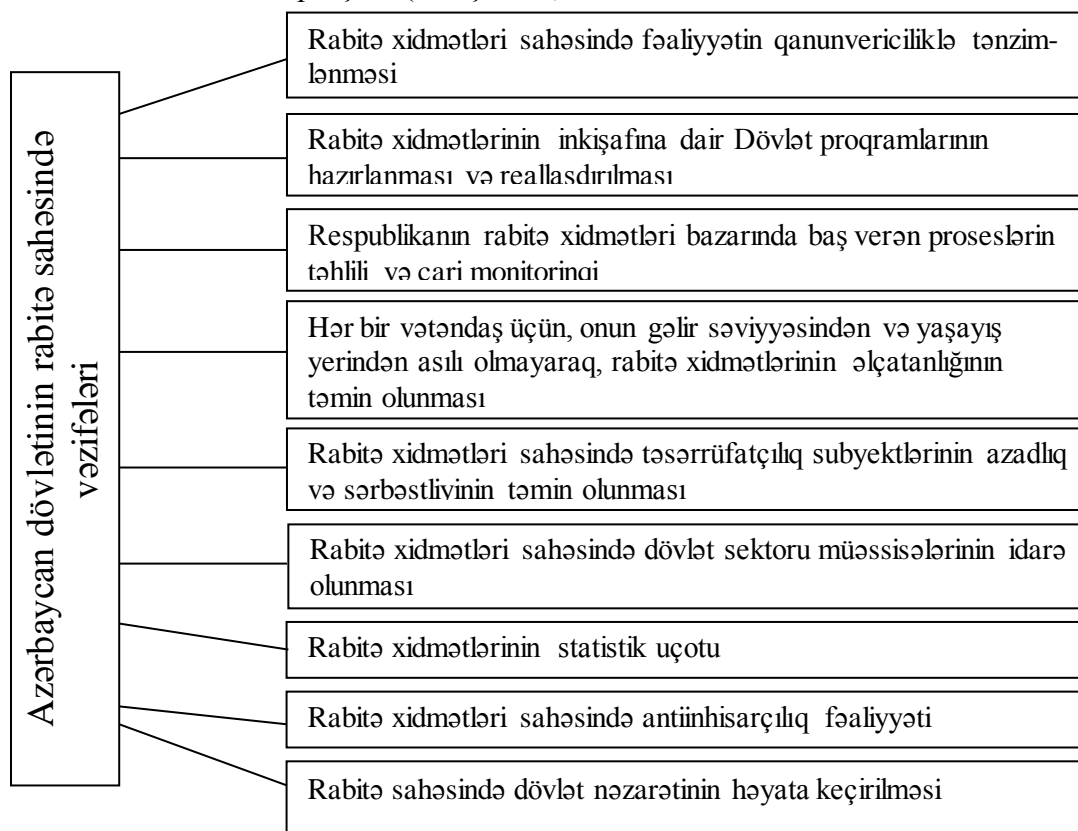 Rabitə xidmətləri sahəsində fəaliyyətin qanunvericiliklə tənzim-
lənməsi
Rabitə xidmətlərinin inkişafına dair Dövlət proqramlarının
hazırlanması və reallaşdırılması
Respublikanın rabitə xidmətləri bazarında baş verən proseslərin
təhlili və cari monitorinqi
Hər bir vətəndaş üçün, onun gəlir səviyyəsindən və yaşayış
yerindən asılı olmayaraq, rabitə xidmətlərinin əlçatanlığının
təmin olunması
Rabitə xidmətləri sahəsində təsərrüfatçılıq subyektlərinin azadlıq
və sərbəstliyinin təmin olunması
Rabitə xidmətləri sahəsində dövlət sektoru müəssisələrinin idarə
olunması
Rabitə xidmətlərinin statistik uçotu
Rabitə xidmətləri sahəsində antiinhisarçılıq fəaliyyəti
Rabitə sahəsində dövlət nəzarətinin həyata keçirilməsi
Azərbaycan dövlətinin rabitə sahəsində
vəzifələri